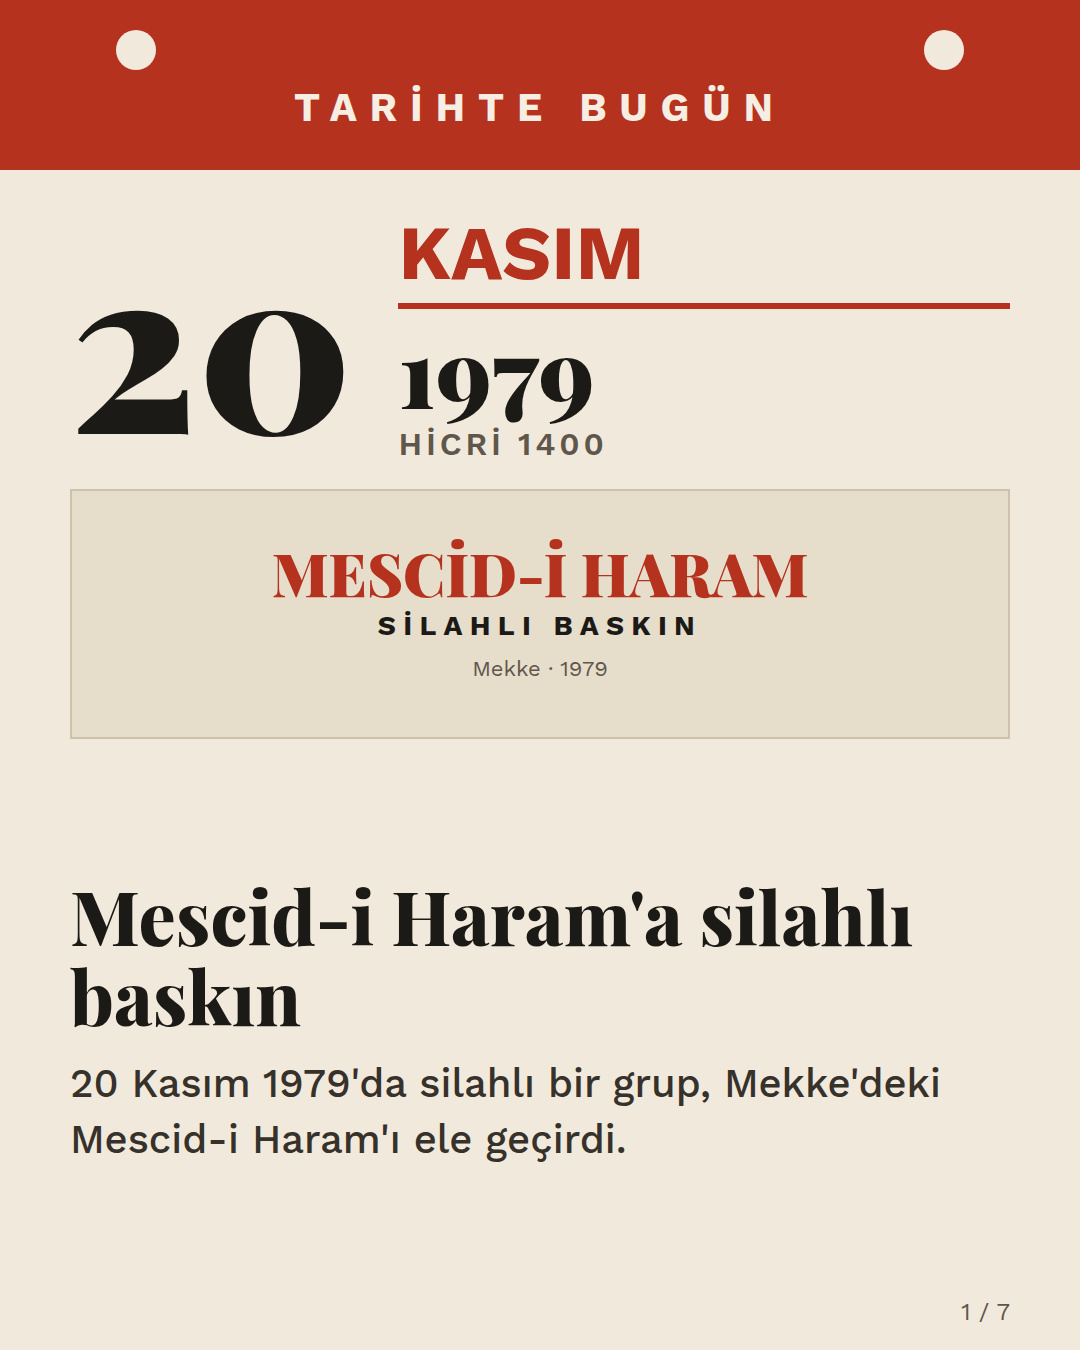 TARİHTE BUGÜN
20
KASIM
1979
HİCRİ 1400
MESCİD-İ HARAM
SİLAHLI BASKIN
Mekke · 1979
Mescid-i Haram'a silahlı
baskın
20 Kasım 1979'da silahlı bir grup, Mekke'deki
Mescid-i Haram'ı ele geçirdi.
1 / 7